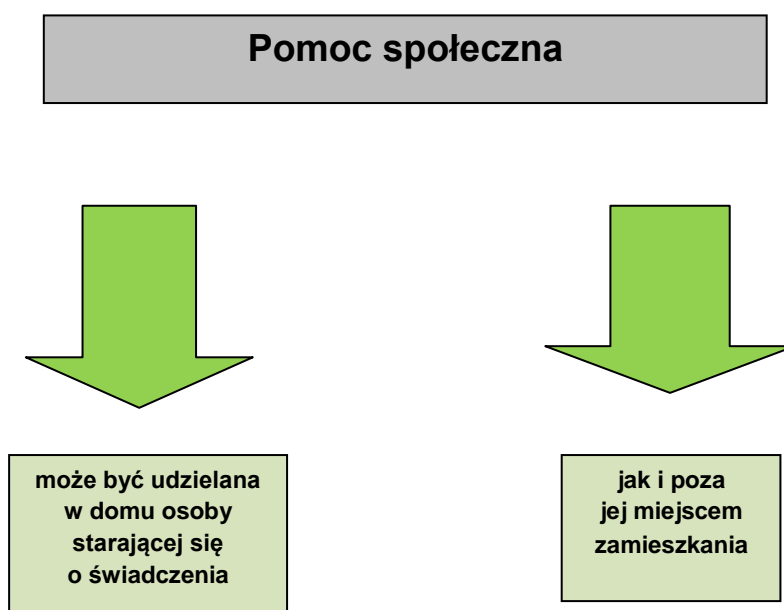 Pomoc społeczna
może być udzielana
w domu osoby
starającej się
o świadczenia
jak i poza
jej miejscem
zamieszkania